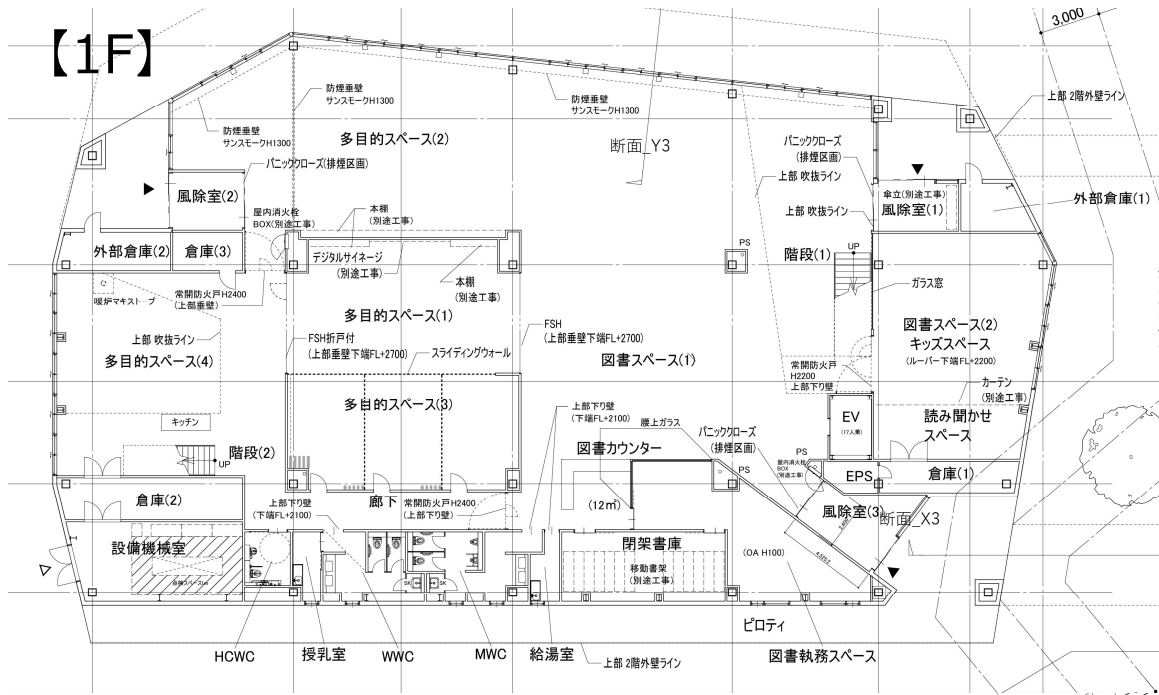 【1F】
3,000
上部 2階外壁ライン
防煙垂壁
サンスモークH1300
防煙垂壁
サンスモークH1300
防煙垂壁
サンスモークH1300
多目的スペース(2)
断面_Y3
パニッククローズ
(排煙区画)
パニッククローズ(排煙区画)
上部 吹抜ライン
傘立(別途工事)
風除室(1)
外部倉庫(1)
風除室(2)
屋内消火栓
BOX(別途工事)
本棚
(別途工事)
上部 吹抜ライン
外部倉庫(2)
倉庫(3)
デジタルサイネージ
(別途工事)
本棚
(別途工事)
PS
階段(1)
UP
ガラス窓
暖炉マキストーブ
常開防火戸H2400
(上部垂壁)
多目的スペース(1)
FSH
(上部垂壁下端FL+2700)
図書スペース(2)
キッズスペース
(ルーバー下端FL+2200)
上部 吹抜ライン
FSH折戸付
(上部垂壁下端FL+2700)
スライディングウォール
図書スペース(1)
多目的スペース(4)
常開防火戸
H2200
上部下り壁
カーテン
(別途工事)
多目的スペース(3)
上部下り壁
(下端FL+2100)
腰上ガラス
EV
(17人乗)
読み聞かせ
スペース
キッチン
パニッククローズ
(排煙区画)
階段(2)
UP
図書カウンター
PS
屋内消火栓
BOX
(別途工事)
PS
EPS
倉庫(1)
倉庫(2)
上部下り壁
(下端FL+2100)
廊下
常開防火戸H2400
(上部下り壁)
(12㎡)
風除室(3)
断面_X3
設備機械室
閉架書庫
(OA H100)
移動書架
(別途工事)
SK
SK
ピロティ
HCWC
授乳室
WWC
MWC
給湯室
上部 2階外壁ライン
図書執務スペース